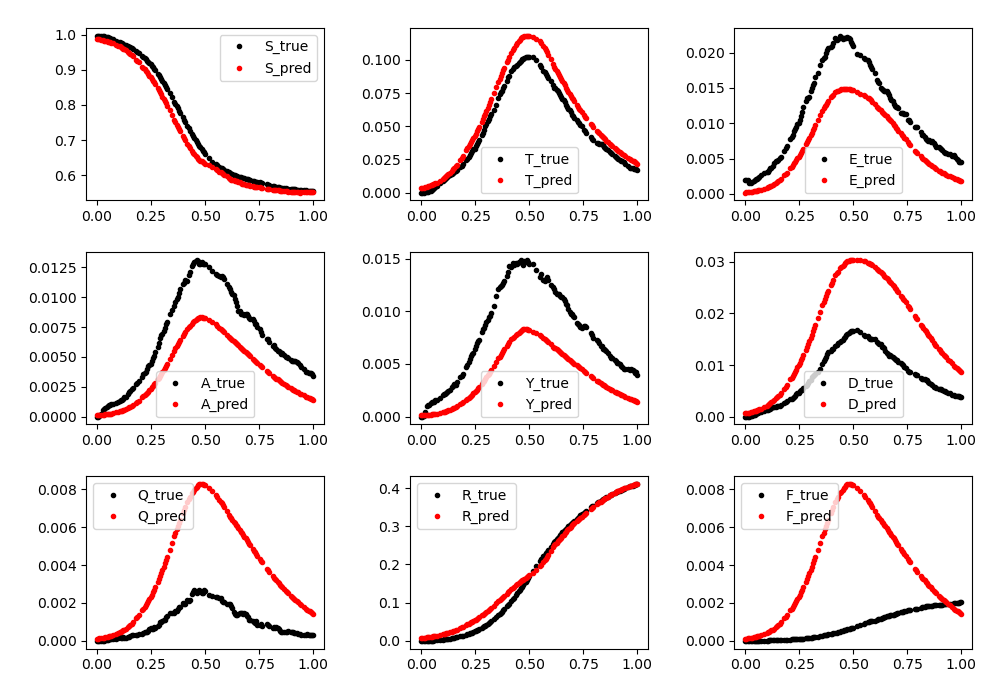 1.0
0.9
0.8
0.7
0.6
S_true
S_pred
0.00 0.25 0.50 0.75 1.00
0.100
0.075
0.050
0.025
0.000
T_true
T_pred
0.00 0.25 0.50 0.75 1.00
0.020
0.015
0.010
0.005
0.000
E_true
E_pred
0.00 0.25 0.50 0.75 1.00
0.0125
0.0100
0.0075
0.0050
0.0025
0.0000
A_true
A_pred
0.00 0.25 0.50 0.75 1.00
0.015
0.010
0.005
0.000
Y_true
Y_pred
0.00 0.25 0.50 0.75 1.00
0.03
0.02
0.01
0.00
D_true
D_pred
0.00 0.25 0.50 0.75 1.00
0.008
0.006
0.004
0.002
0.000
Q_true
Q_pred
0.00 0.25 0.50 0.75 1.00
0.4
0.3
0.2
0.1
0.0
R_true
R_pred
0.00 0.25 0.50 0.75 1.00
0.008
0.006
0.004
0.002
0.000
F_true
F_pred
0.00 0.25 0.50 0.75 1.00